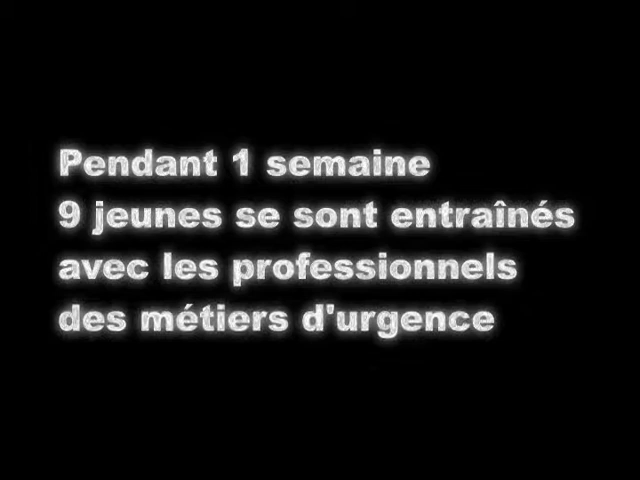 Pendant 1 semaine
9 jeunes se sont entraînés
avec les professionnels
des métiers d'urgence